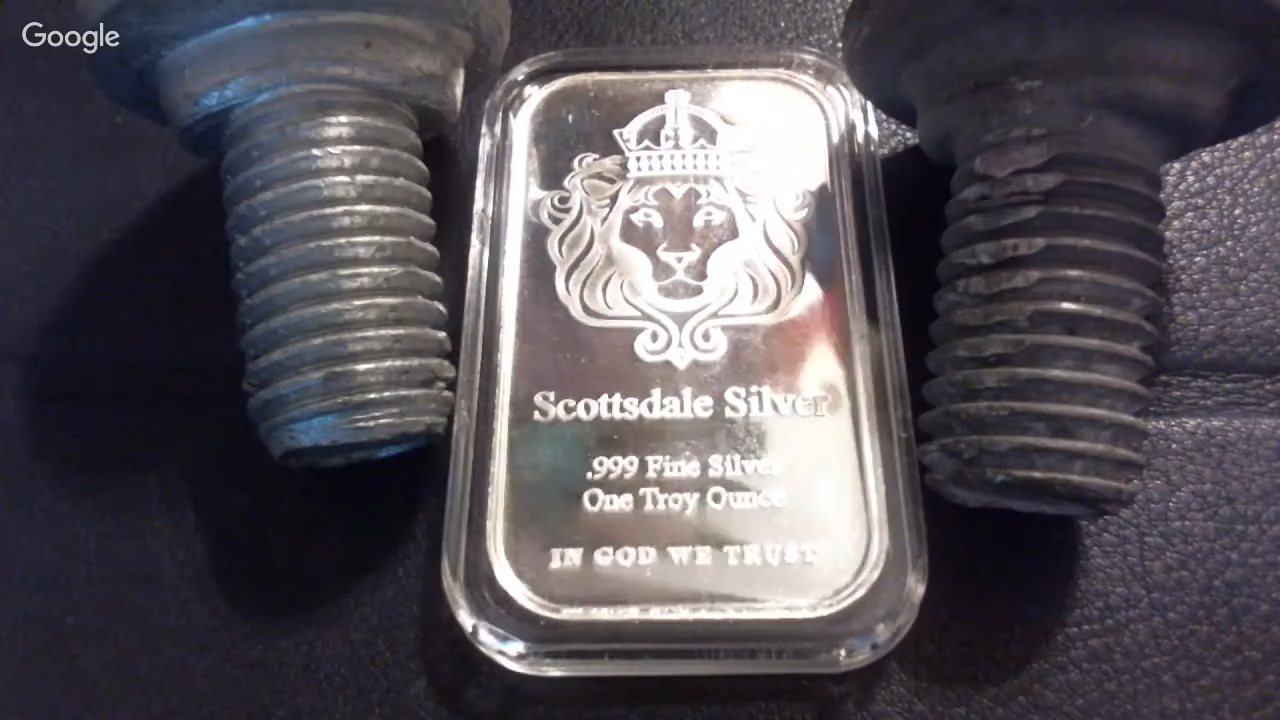 Google
Scottsdale Silver
.999 Fine Silver
One Troy Ounce
IN GOD WE TRUST